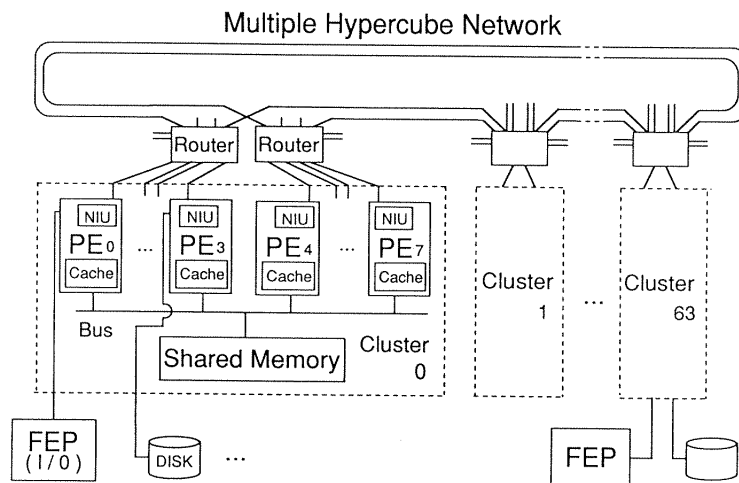 Multiple Hypercube Network
Router Router
NIU NIU NIU NIU
PE0 ... PE3 PE4 ... PE7
Cache Cache Cache Cache
Bus
Shared Memory
Cluster 0
Cluster 1
...
Cluster 63
FEP
(I/O)
DISK
...
FEP